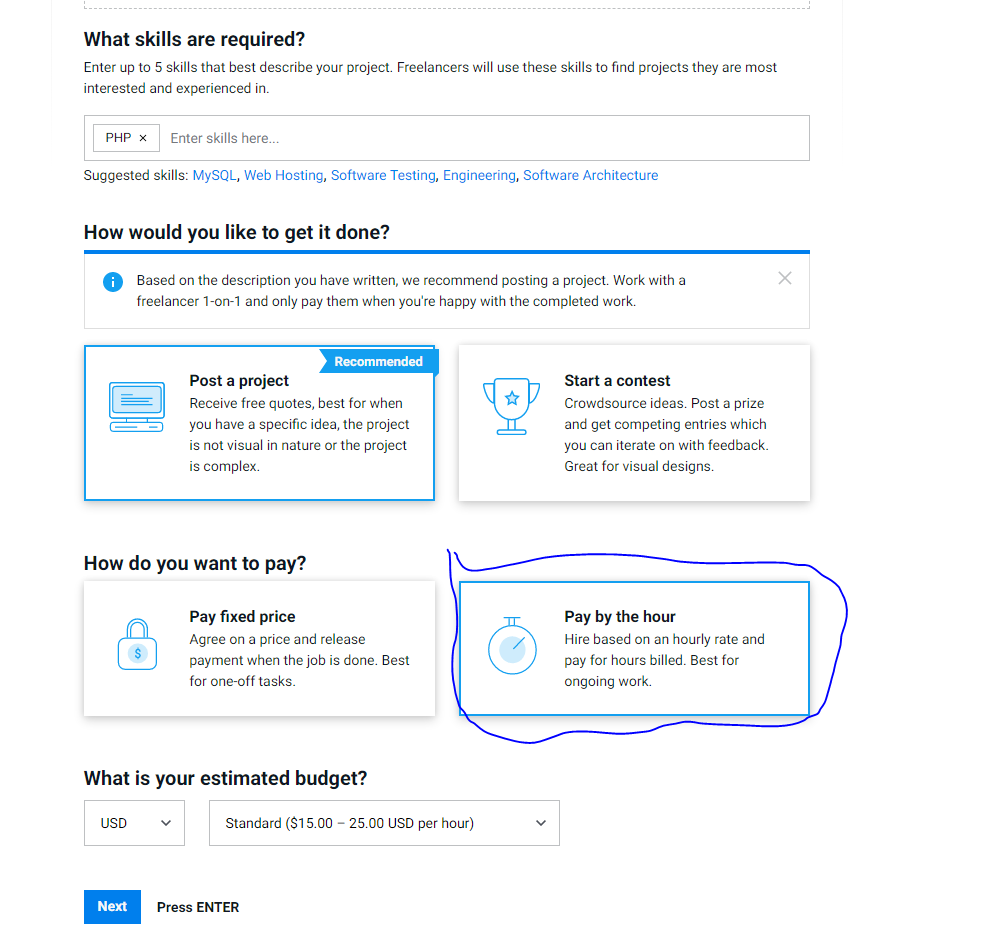 What skills are required?
Enter up to 5 skills that best describe your project. Freelancers will use these skills to find projects they are most
interested and experienced in.
PHP ×
Enter skills here...
Suggested skills: MySQL, Web Hosting, Software Testing, Engineering, Software Architecture
How would you like to get it done?
Based on the description you have written, we recommend posting a project. Work with a
freelancer 1-on-1 and only pay them when you're happy with the completed work.
Recommended
Post a project
Receive free quotes, best for when
you have a specific idea, the project
is not visual in nature or the project
is complex.
Start a contest
Crowdsource ideas. Post a prize
and get competing entries which
you can iterate on with feedback.
Great for visual designs.
How do you want to pay?
Pay fixed price
Agree on a price and release
payment when the job is done. Best
for one-off tasks.
Pay by the hour
Hire based on an hourly rate and
pay for hours billed. Best for
ongoing work.
What is your estimated budget?
USD
Standard ($15.00 – 25.00 USD per hour)
Next
Press ENTER